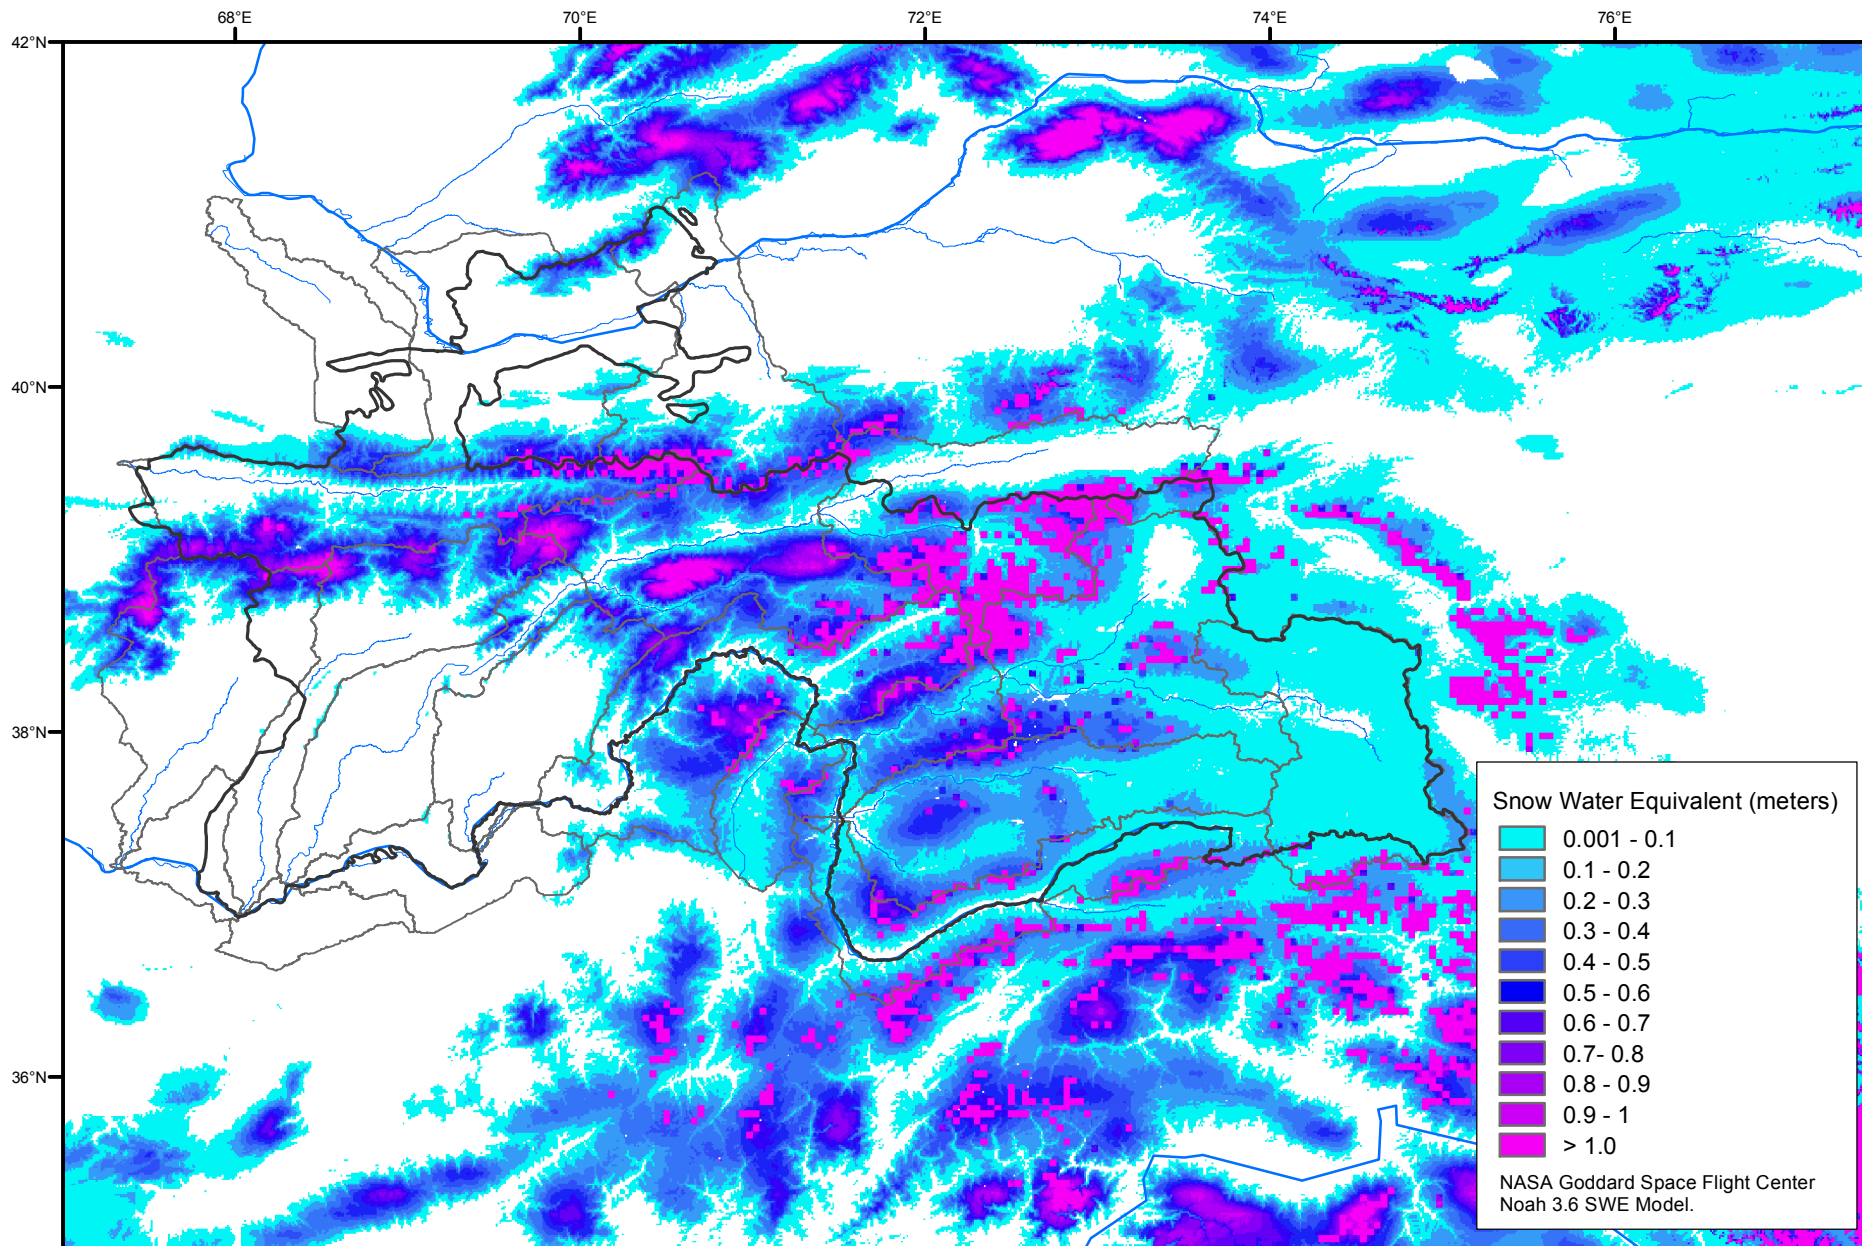 68°E 70°E 72°E 74°E 76°E
42°N
40°N
38°N
36°N
Snow Water Equivalent (meters)
0.001 - 0.1
0.1 - 0.2
0.2 - 0.3
0.3 - 0.4
0.4 - 0.5
0.5 - 0.6
0.6 - 0.7
0.7- 0.8
0.8 - 0.9
0.9 - 1
> 1.0
NASA Goddard Space Flight Center
Noah 3.6 SWE Model.